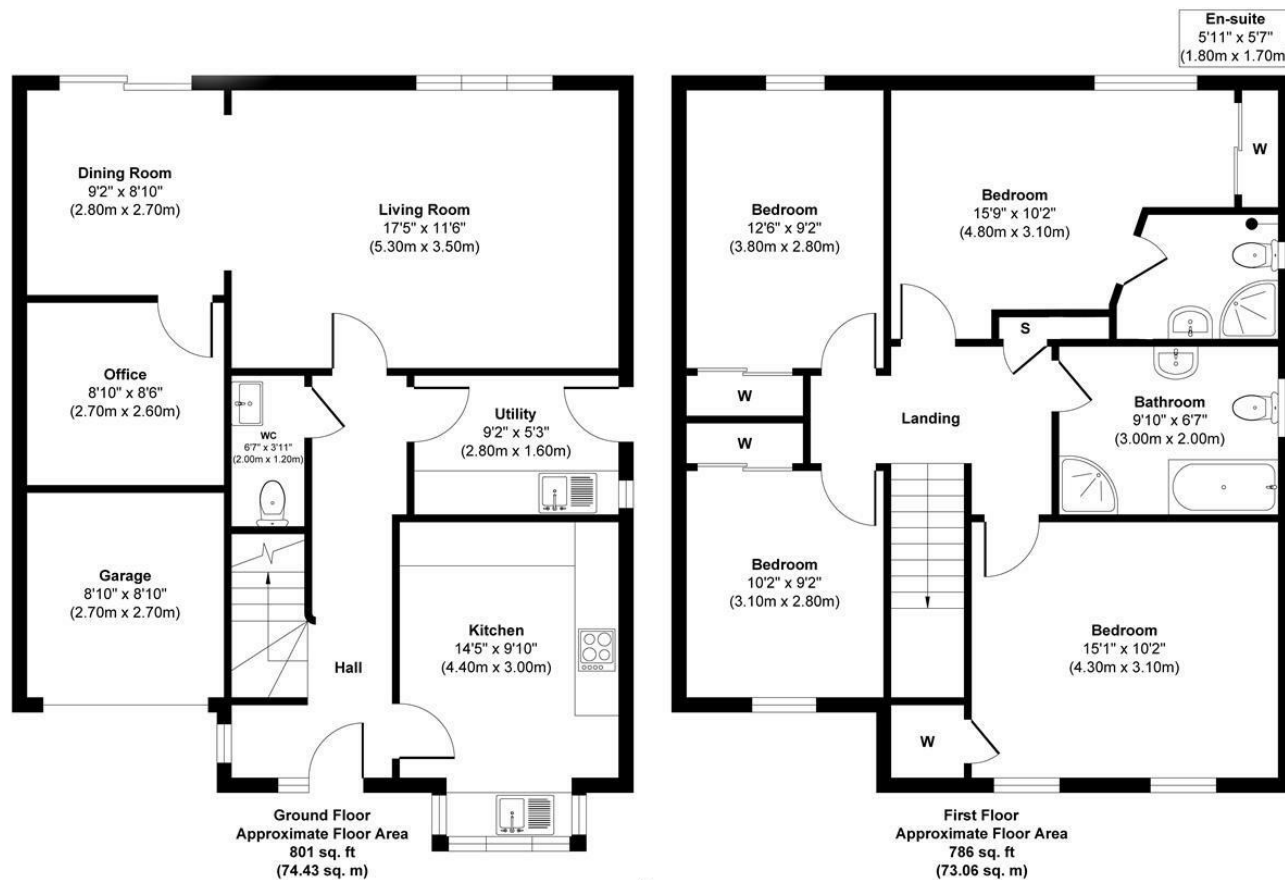 En-suite
5'11" x 5'7"
(1.80m x 1.70m
Dining Room
9'2" x 8'10"
(2.80m x 2.70m)
Living Room
17'5" x 11'6"
(5.30m x 3.50m)
Office
8'10" x 8'6"
(2.70m x 2.60m)
WC
6'7" x 3'11"
(2.00m x 1.20m)
Utility
9'2" x 5'3"
(2.80m x 1.60m)
Garage
8'10" x 8'10"
(2.70m x 2.70m)
Hall
Kitchen
14'5" x 9'10"
(4.40m x 3.00m)
Ground Floor
Approximate Floor Area
801 sq. ft
(74.43 sq. m)
Bedroom
12'6" x 9'2"
(3.80m x 2.80m)
Bedroom
15'9" x 10'2"
(4.80m x 3.10m)
W
S
W
W
Landing
Bathroom
9'10" x 6'7"
(3.00m x 2.00m)
Bedroom
10'2" x 9'2"
(3.10m x 2.80m)
Bedroom
15'1" x 10'2"
(4.30m x 3.10m)
W
First Floor
Approximate Floor Area
786 sq. ft
(73.06 sq. m)